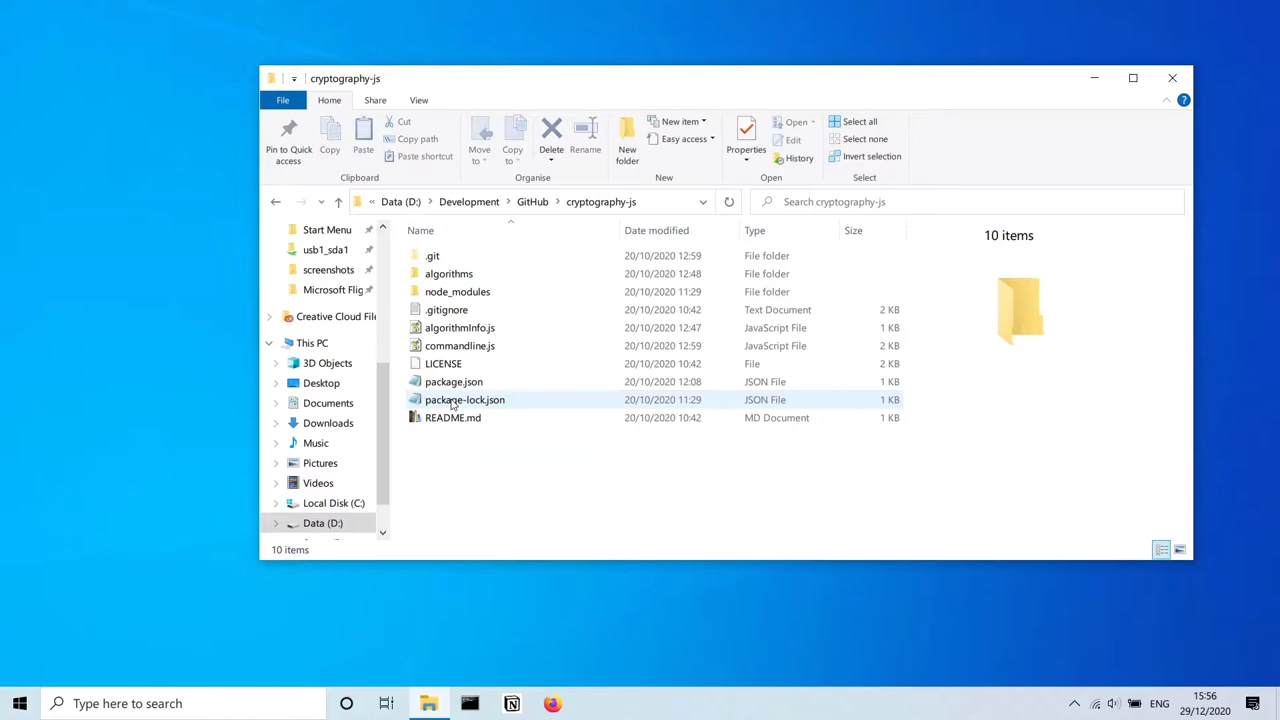 cryptography-js
File Home Share View
Pin to Quick access
Copy
Paste
Cut
Copy path
Paste shortcut
Clipboard
Move to
Copy to
Delete
Rename
Organise
New folder
New item
Easy access
New
Properties
Open
Edit
History
Open
Select all
Select none
Invert selection
Select
« Data (D:) > Development > GitHub > cryptography-js
Search cryptography-js
Start Menu
usb1_sda1
screenshots
Microsoft Flig
Creative Cloud File
This PC
3D Objects
Desktop
Documents
Downloads
Music
Pictures
Videos
Local Disk (C:)
Data (D:)
Name Date modified Type Size
.git 20/10/2020 12:59 File folder
algorithms 20/10/2020 12:48 File folder
node_modules 20/10/2020 11:29 File folder
.gitignore 20/10/2020 10:42 Text Document 2 KB
algorithmInfo.js 20/10/2020 12:47 JavaScript File 1 KB
commandline.js 20/10/2020 12:59 JavaScript File 2 KB
LICENSE 20/10/2020 10:42 File 2 KB
package.json 20/10/2020 12:08 JSON File 1 KB
package-lock.json 20/10/2020 11:29 JSON File 1 KB
README.md 20/10/2020 10:42 MD Document 1 KB
10 items
10 items
Type here to search
ENG
15:56
29/12/2020